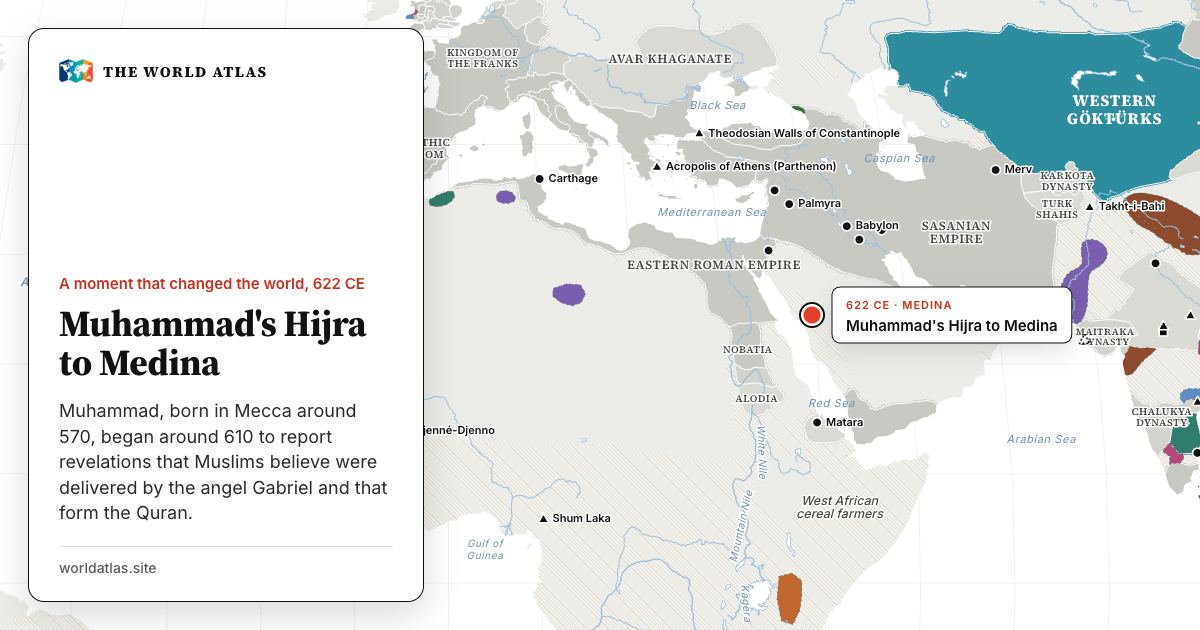 THE WORLD ATLAS
A moment that changed the world, 622 CE
Muhammad's Hijra
to Medina
Muhammad, born in Mecca around
570, began around 610 to report
revelations that Muslims believe were
delivered by the angel Gabriel and that
form the Quran.
worldatlas.site
KINGDOM OF
THE FRANKS
AVAR KHAGANATE
Black Sea
WESTERN
GÖKTÜRKS
Theodosian Walls of Constantinople
Caspian Sea
Acropolis of Athens (Parthenon)
Merv
Carthage
KARKOTA
DYNASTY
Palmyra
TURK
SHAHIS
Takht-i-Bahi
Mediterranean Sea
Babylon
SASANIAN
EMPIRE
EASTERN ROMAN EMPIRE
622 CE · MEDINA
Muhammad's Hijra to Medina
MAITRAKA
DYNASTY
NOBATIA
ALODIA
Red Sea
Matara
CHALUKYA
DYNASTY
jenné-Djenno
Arabian Sea
White Nile
West African
cereal farmers
Mountain Nile
Shum Laka
Gulf of
Guinea
Kagera